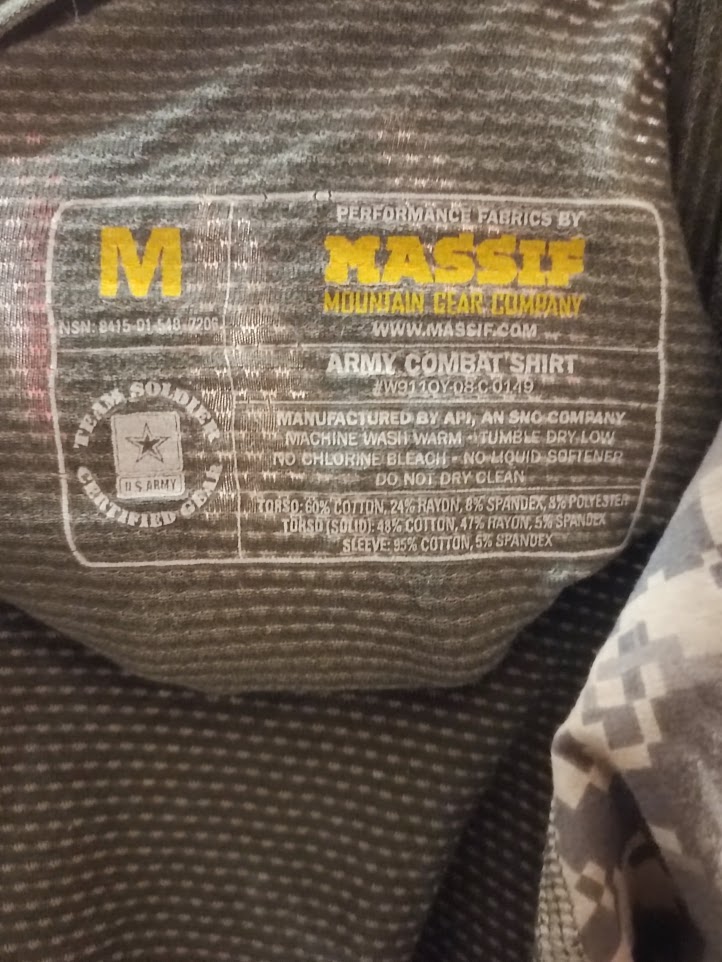 M
NSN: 8415-01-548-7209
TEAM SOLDIER
U.S. ARMY
CERTIFIED GEAR
PERFORMANCE FABRICS BY
MASSIF
MOUNTAIN GEAR COMPANY
WWW.MASSIF.COM
ARMY COMBAT SHIRT
#W911QY-08-C-0149
MANUFACTURED BY API, AN SNC COMPANY
MACHINE WASH WARM - TUMBLE DRY LOW
NO CHLORINE BLEACH - NO LIQUID SOFTENER
DO NOT DRY CLEAN
TORSO: 60% COTTON, 24% RAYON, 8% SPANDEX, 8% POLYESTER
TORSO (SOLID): 48% COTTON, 47% RAYON, 5% SPANDEX
SLEEVE: 95% COTTON, 5% SPANDEX